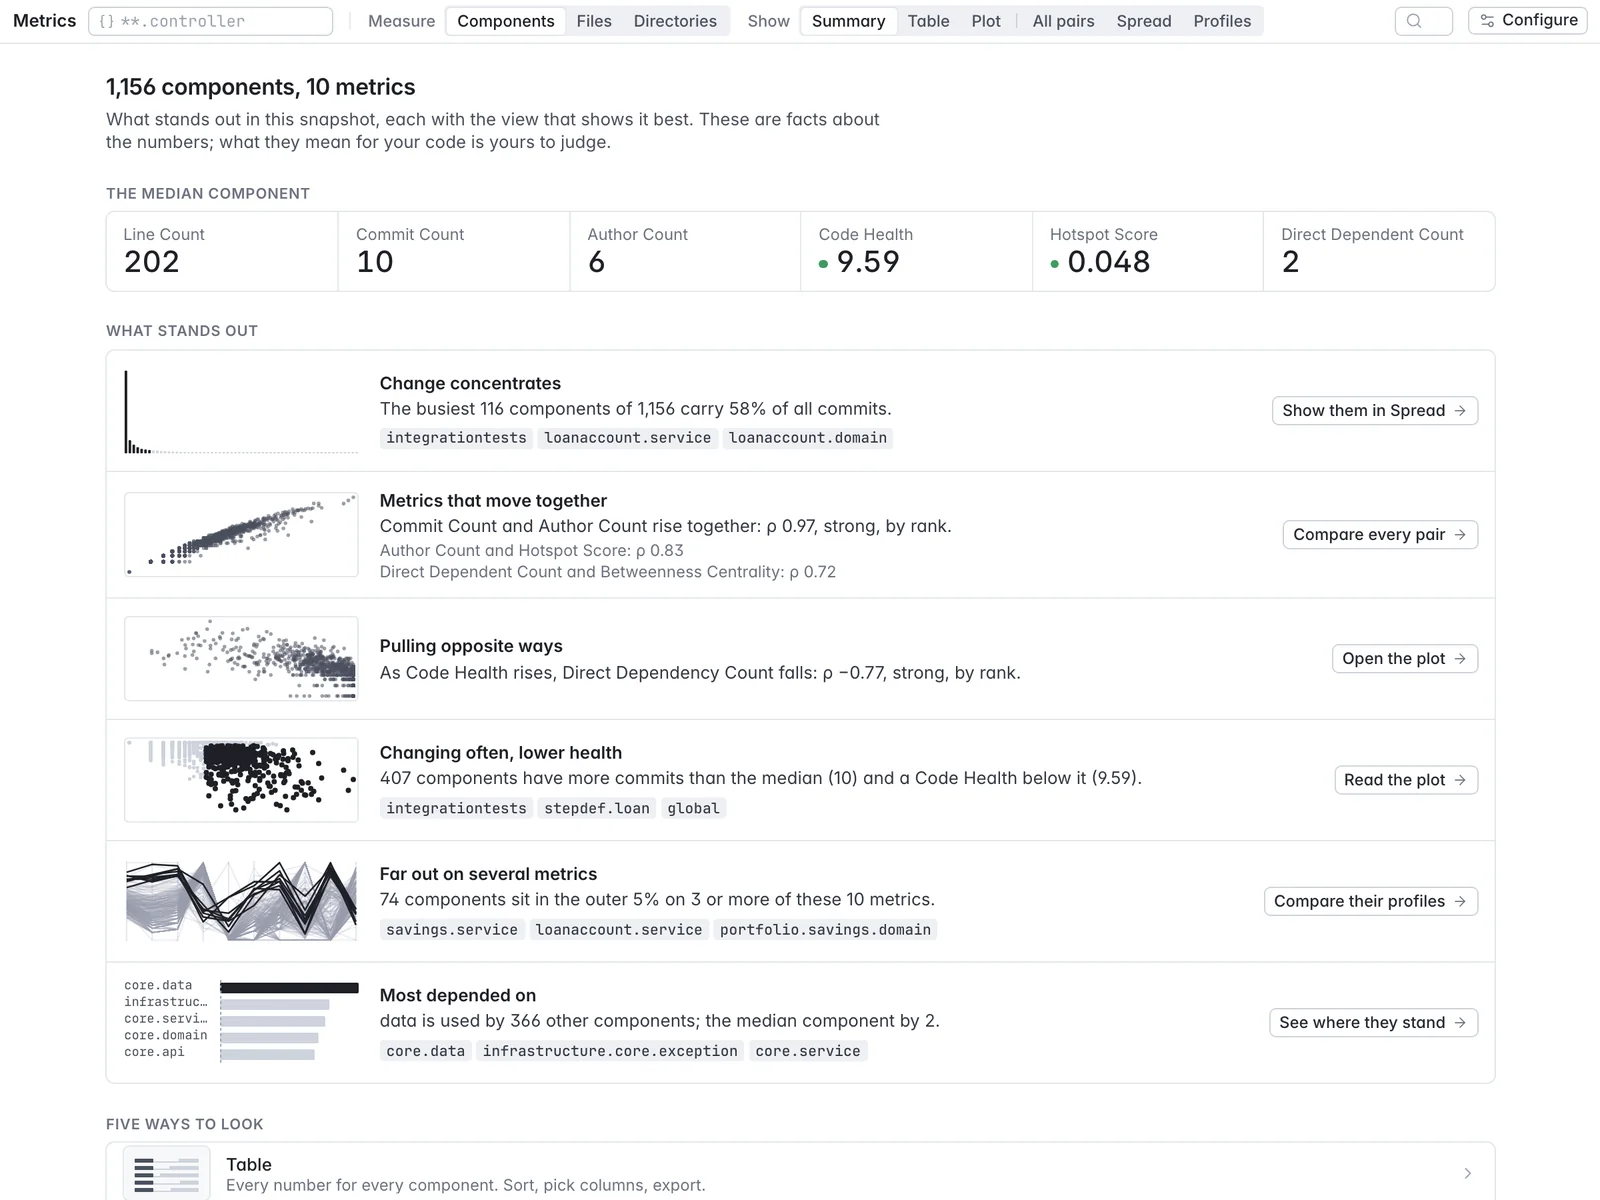 Metrics
{} **.controller
Measure
Components
Files
Directories
Show
Summary
Table
Plot
All pairs
Spread
Profiles
Configure
1,156 components, 10 metrics
What stands out in this snapshot, each with the view that shows it best. These are facts about
the numbers; what they mean for your code is yours to judge.
THE MEDIAN COMPONENT
Line Count
202
Commit Count
10
Author Count
6
Code Health
9.59
Hotspot Score
0.048
Direct Dependent Count
2
WHAT STANDS OUT
Change concentrates
The busiest 116 components of 1,156 carry 58% of all commits.
integrationtests loanaccount.service loanaccount.domain
Show them in Spread →
Metrics that move together
Commit Count and Author Count rise together: ρ 0.97, strong, by rank.
Author Count and Hotspot Score: ρ 0.83
Direct Dependent Count and Betweenness Centrality: ρ 0.72
Compare every pair →
Pulling opposite ways
As Code Health rises, Direct Dependency Count falls: ρ −0.77, strong, by rank.
Open the plot →
Changing often, lower health
407 components have more commits than the median (10) and a Code Health below it (9.59).
integrationtests stepdef.loan global
Read the plot →
Far out on several metrics
74 components sit in the outer 5% on 3 or more of these 10 metrics.
savings.service loanaccount.service portfolio.savings.domain
Compare their profiles →
core.data
infrastruc…
core.servi…
core.domain
core.api
Most depended on
data is used by 366 other components; the median component by 2.
core.data infrastructure.core.exception core.service
See where they stand →
FIVE WAYS TO LOOK
Table
Every number for every component. Sort, pick columns, export.